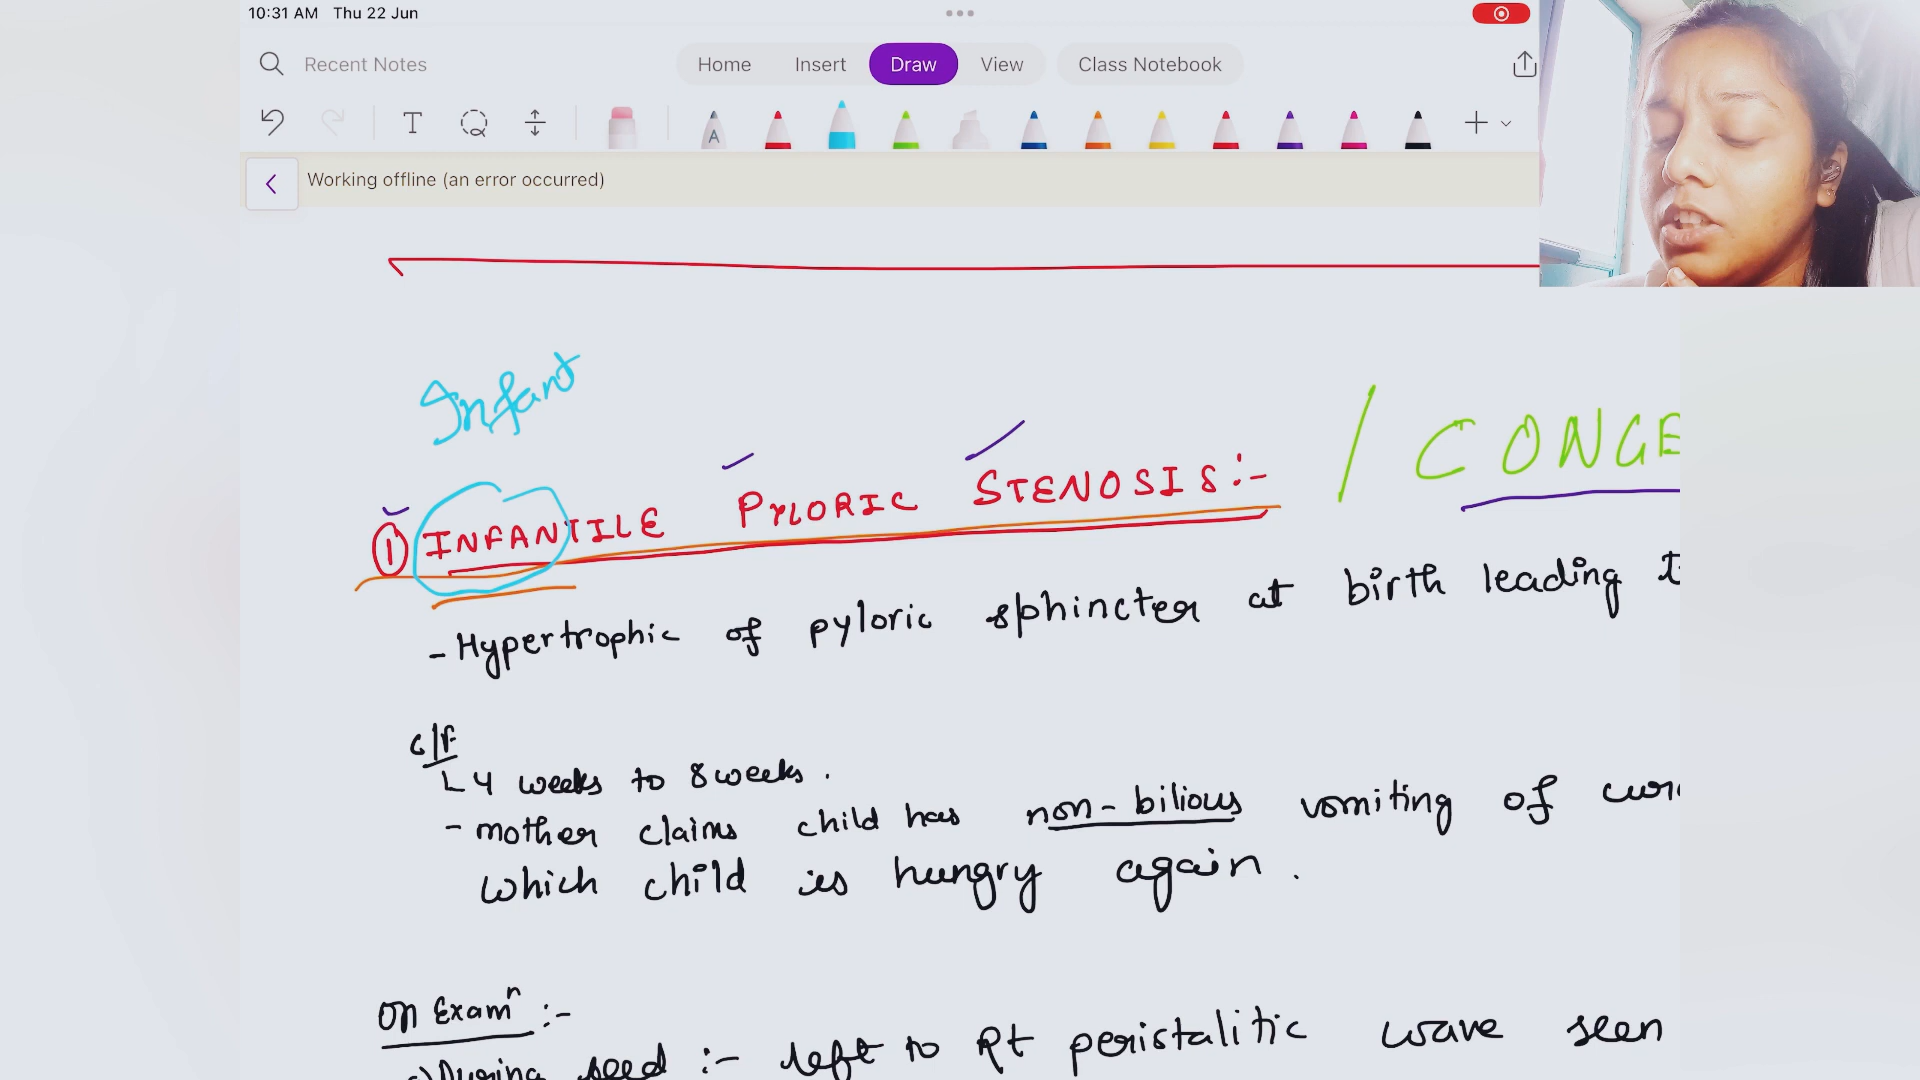 10:31 AM Thu 22 Jun
Recent Notes
Home Insert Draw View Class Notebook
T A
Working offline (an error occurred)
Infant
① INFANTILE PYLORIC STENOSIS:- / CONGE
- Hypertrophic of pyloric sphincter at birth leading
c/f
4 weeks to 8 weeks.
- mother claims child has non-bilious vomiting of
which child is hungry again.
On Examⁿ :-
During feed :- left to Rt peristalitic wave seen